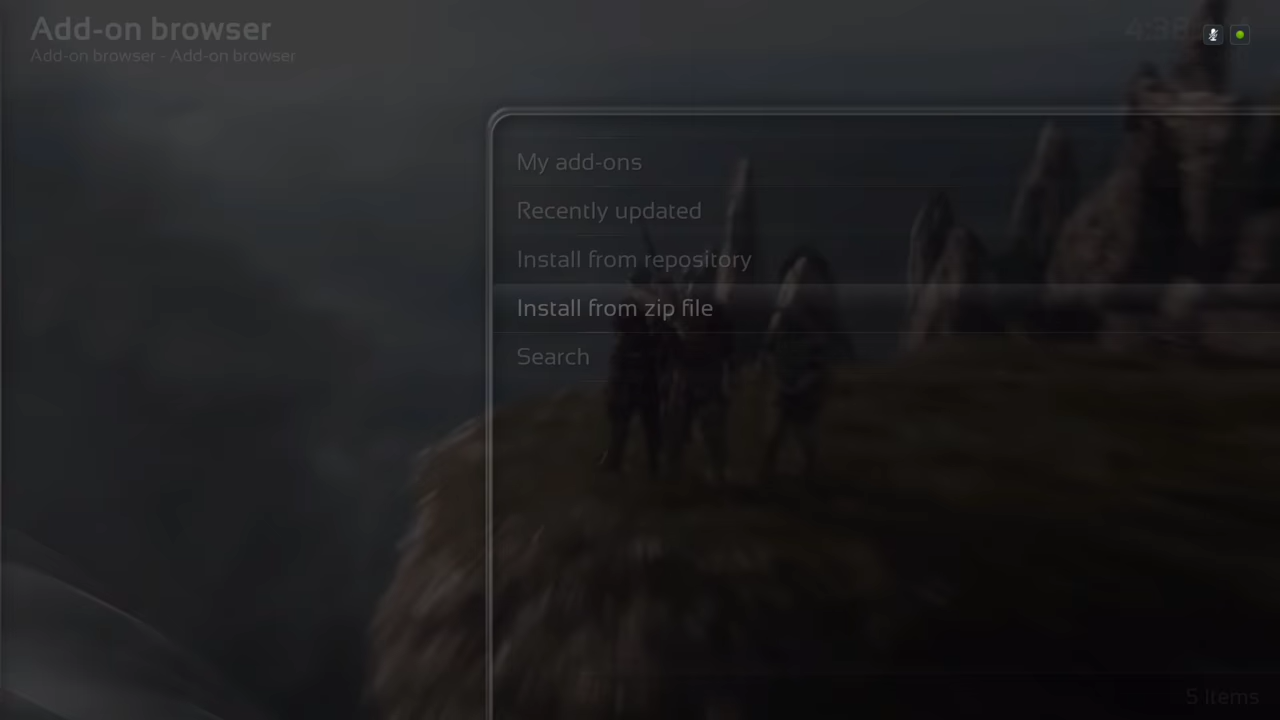 Add-on browser
Add-on browser - Add-on browser
My add-ons
Recently updated
Install from repository
Install from zip file
Search
5 Items